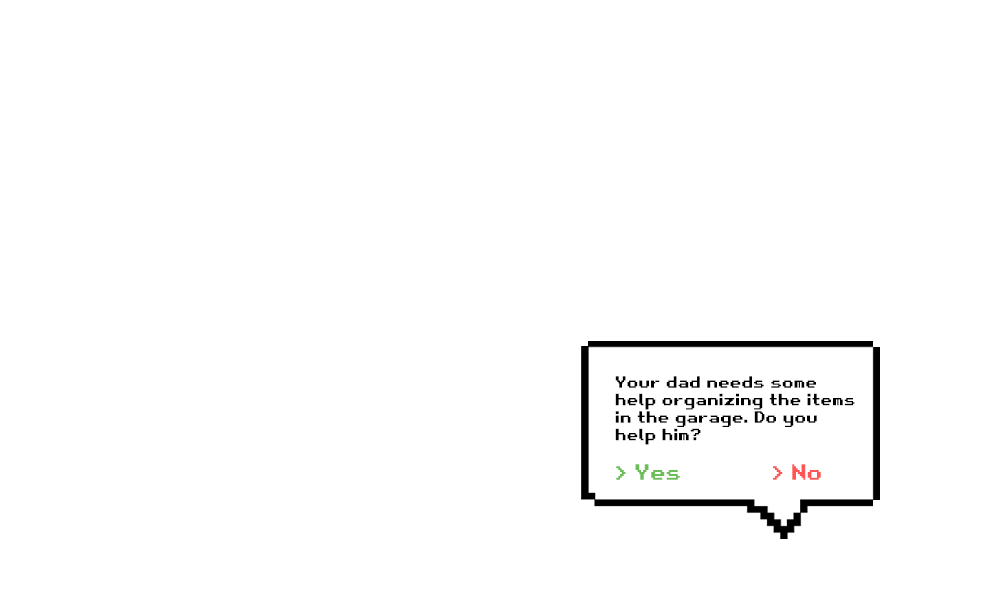 Your dad needs some
help organizing the items
in the garage. Do you
help him?
> Yes > No